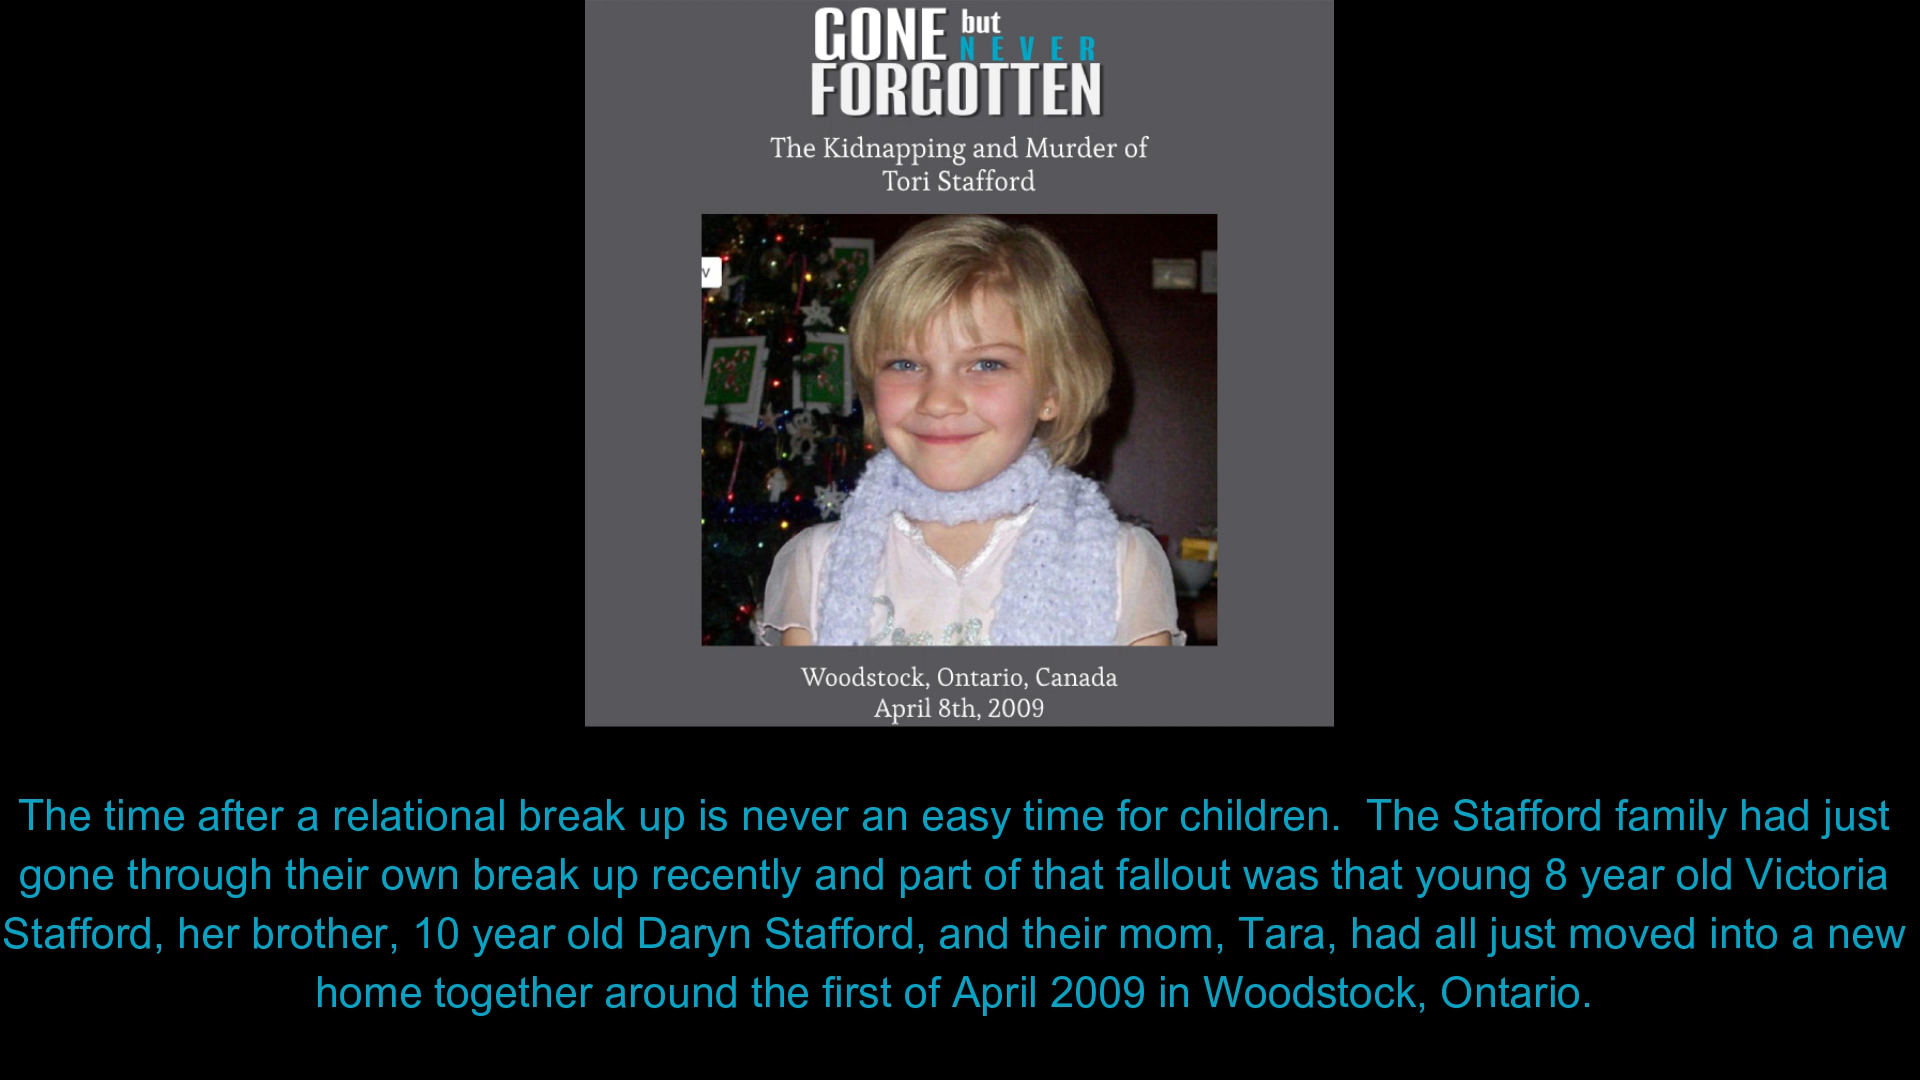 GONE but
NEVER
FORGOTTEN
The Kidnapping and Murder of
Tori Stafford
v
Woodstock, Ontario, Canada
April 8th, 2009
The time after a relational break up is never an easy time for children.  The Stafford family had just
gone through their own break up recently and part of that fallout was that young 8 year old Victoria
Stafford, her brother, 10 year old Daryn Stafford, and their mom, Tara, had all just moved into a new
home together around the first of April 2009 in Woodstock, Ontario.